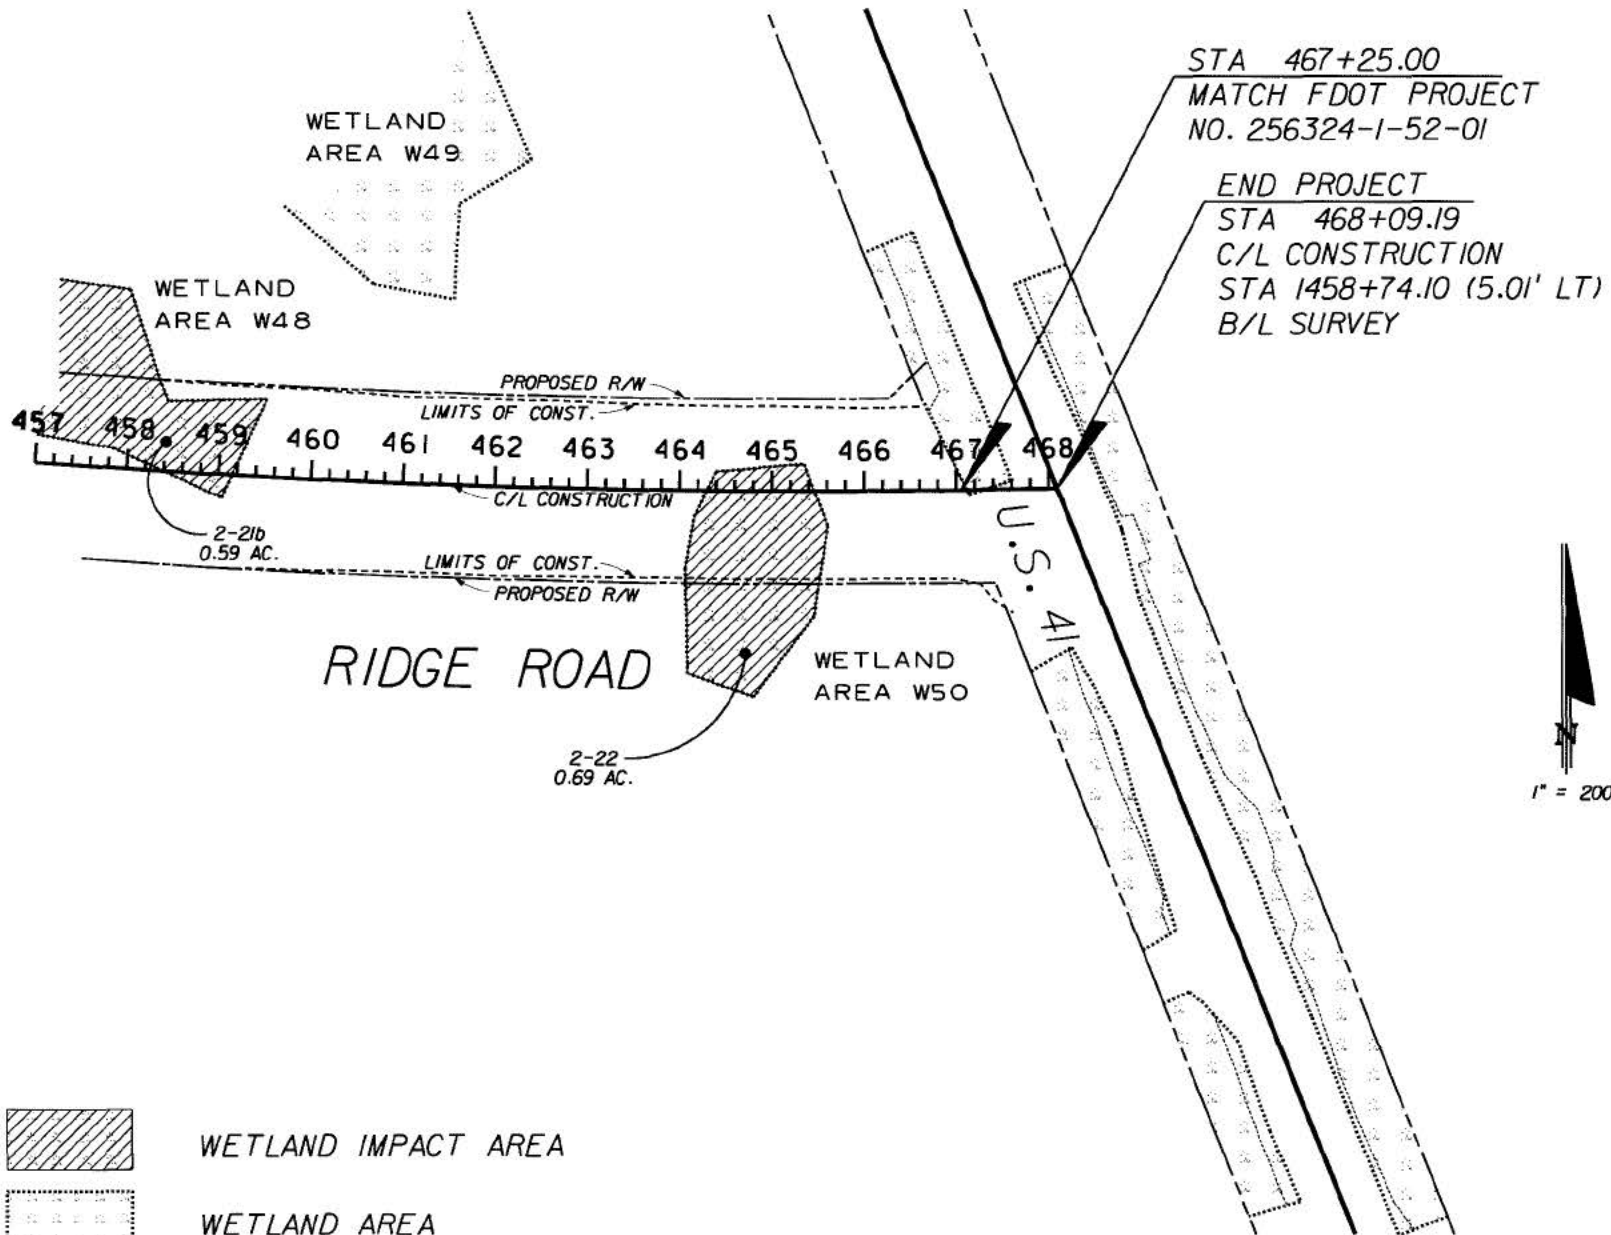 STA 467+25.00
MATCH FDOT PROJECT
NO. 256324-1-52-01
END PROJECT
STA 468+09.19
C/L CONSTRUCTION
STA 1458+74.10 (5.01' LT)
B/L SURVEY
WETLAND
AREA W49
WETLAND
AREA W48
PROPOSED R/W
LIMITS OF CONST.
457 458 459 460 461 462 463 464 465 466 467 468
C/L CONSTRUCTION
2-21b
0.59 AC.
LIMITS OF CONST.
PROPOSED R/W
U.S. 41
RIDGE ROAD
WETLAND
AREA W50
2-22
0.69 AC.
N
1" = 200
WETLAND IMPACT AREA
WETLAND AREA